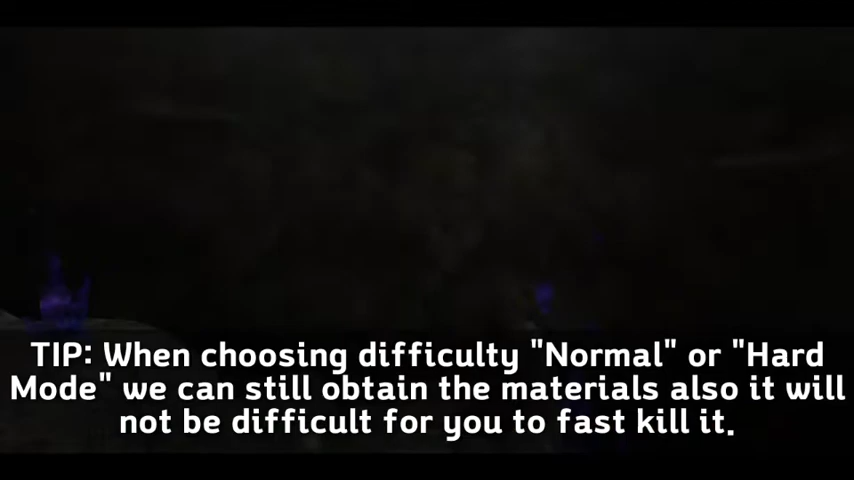 TIP: When choosing difficulty "Normal" or "Hard
Mode" we can still obtain the materials also it will
not be difficult for you to fast kill it.